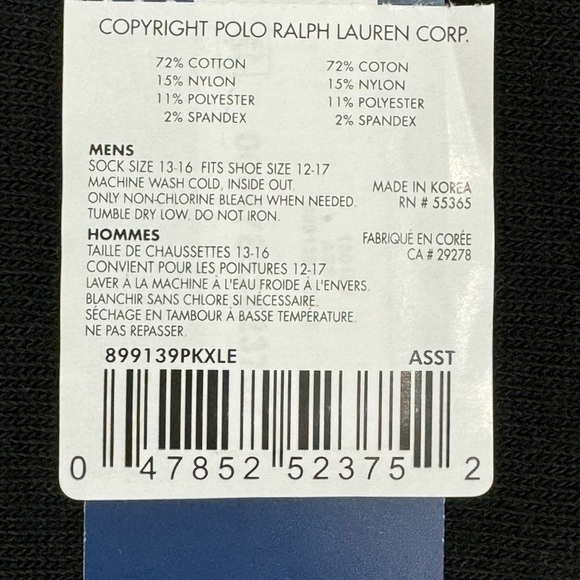 COPYRIGHT POLO RALPH LAUREN CORP.
72% COTTON
15% NYLON
11% POLYESTER
2% SPANDEX
72% COTON
15% NYLON
11% POLYESTER
2% SPANDEX
MENS
SOCK SIZE 13-16 FITS SHOE SIZE 12-17
MACHINE WASH COLD, INSIDE OUT.
ONLY NON-CHLORINE BLEACH WHEN NEEDED.
TUMBLE DRY LOW. DO NOT IRON.
MADE IN KOREA
RN # 55365
HOMMES
TAILLE DE CHAUSSETTES 13-16
CONVIENT POUR LES POINTURES 12-17
LAVER À LA MACHINE À L'EAU FROIDE À L'ENVERS.
BLANCHIR SANS CHLORE SI NÉCESSAIRE.
SÉCHAGE EN TAMBOUR À BASSE TEMPÉRATURE.
NE PAS REPASSER.
FABRIQUÉ EN CORÉE
CA # 29278
899139PKXLE ASST
0 47852 52375 2